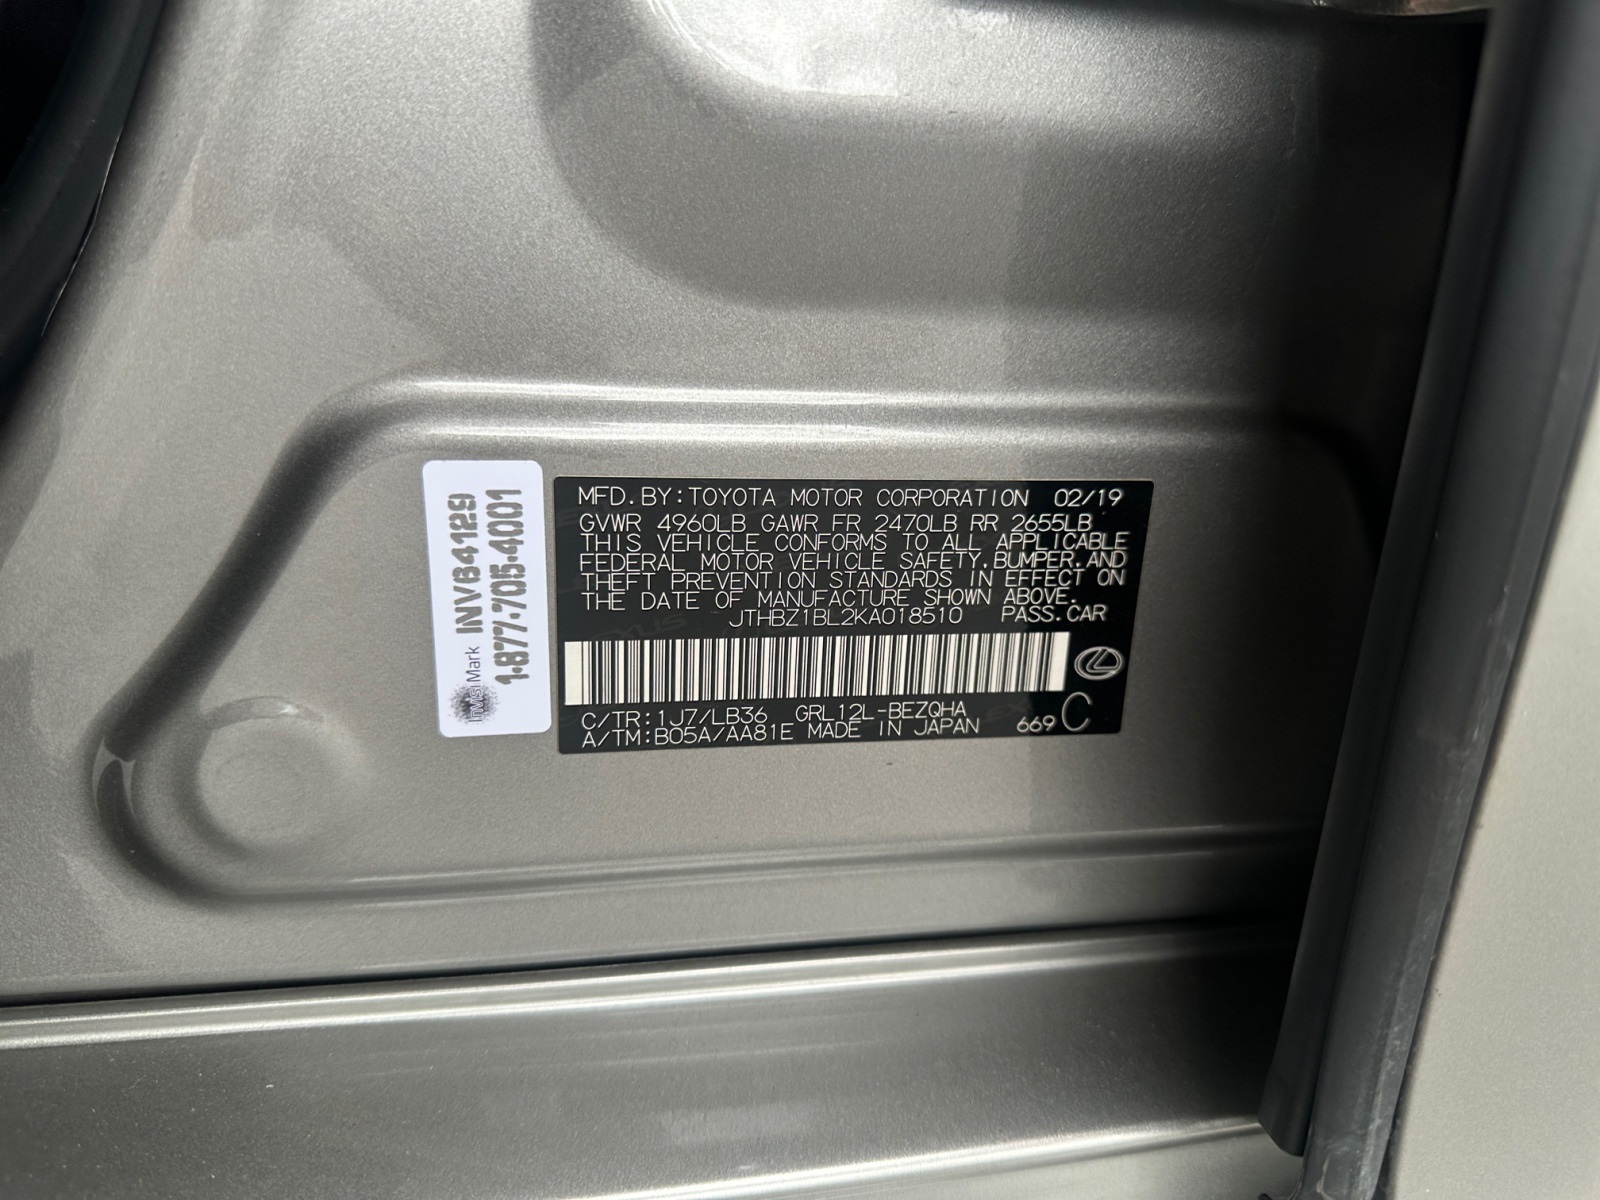 MFD. BY: TOYOTA MOTOR CORPORATION 02/19
GVWR 4960LB GAWR FR 2470LB RR 2655LB
THIS VEHICLE CONFORMS TO ALL APPLICABLE
FEDERAL MOTOR VEHICLE SAFETY, BUMPER, AND
THEFT PREVENTION STANDARDS IN EFFECT ON
THE DATE OF MANUFACTURE SHOWN ABOVE.
JTHBZ1BL2KA018510 PASS. CAR
C/TR: 1J7/LB36 GRL12L-BEZQHA
A/TM: B05A/AA81E MADE IN JAPAN 669 C
InvisiMark INV64129
1-877-705-4001